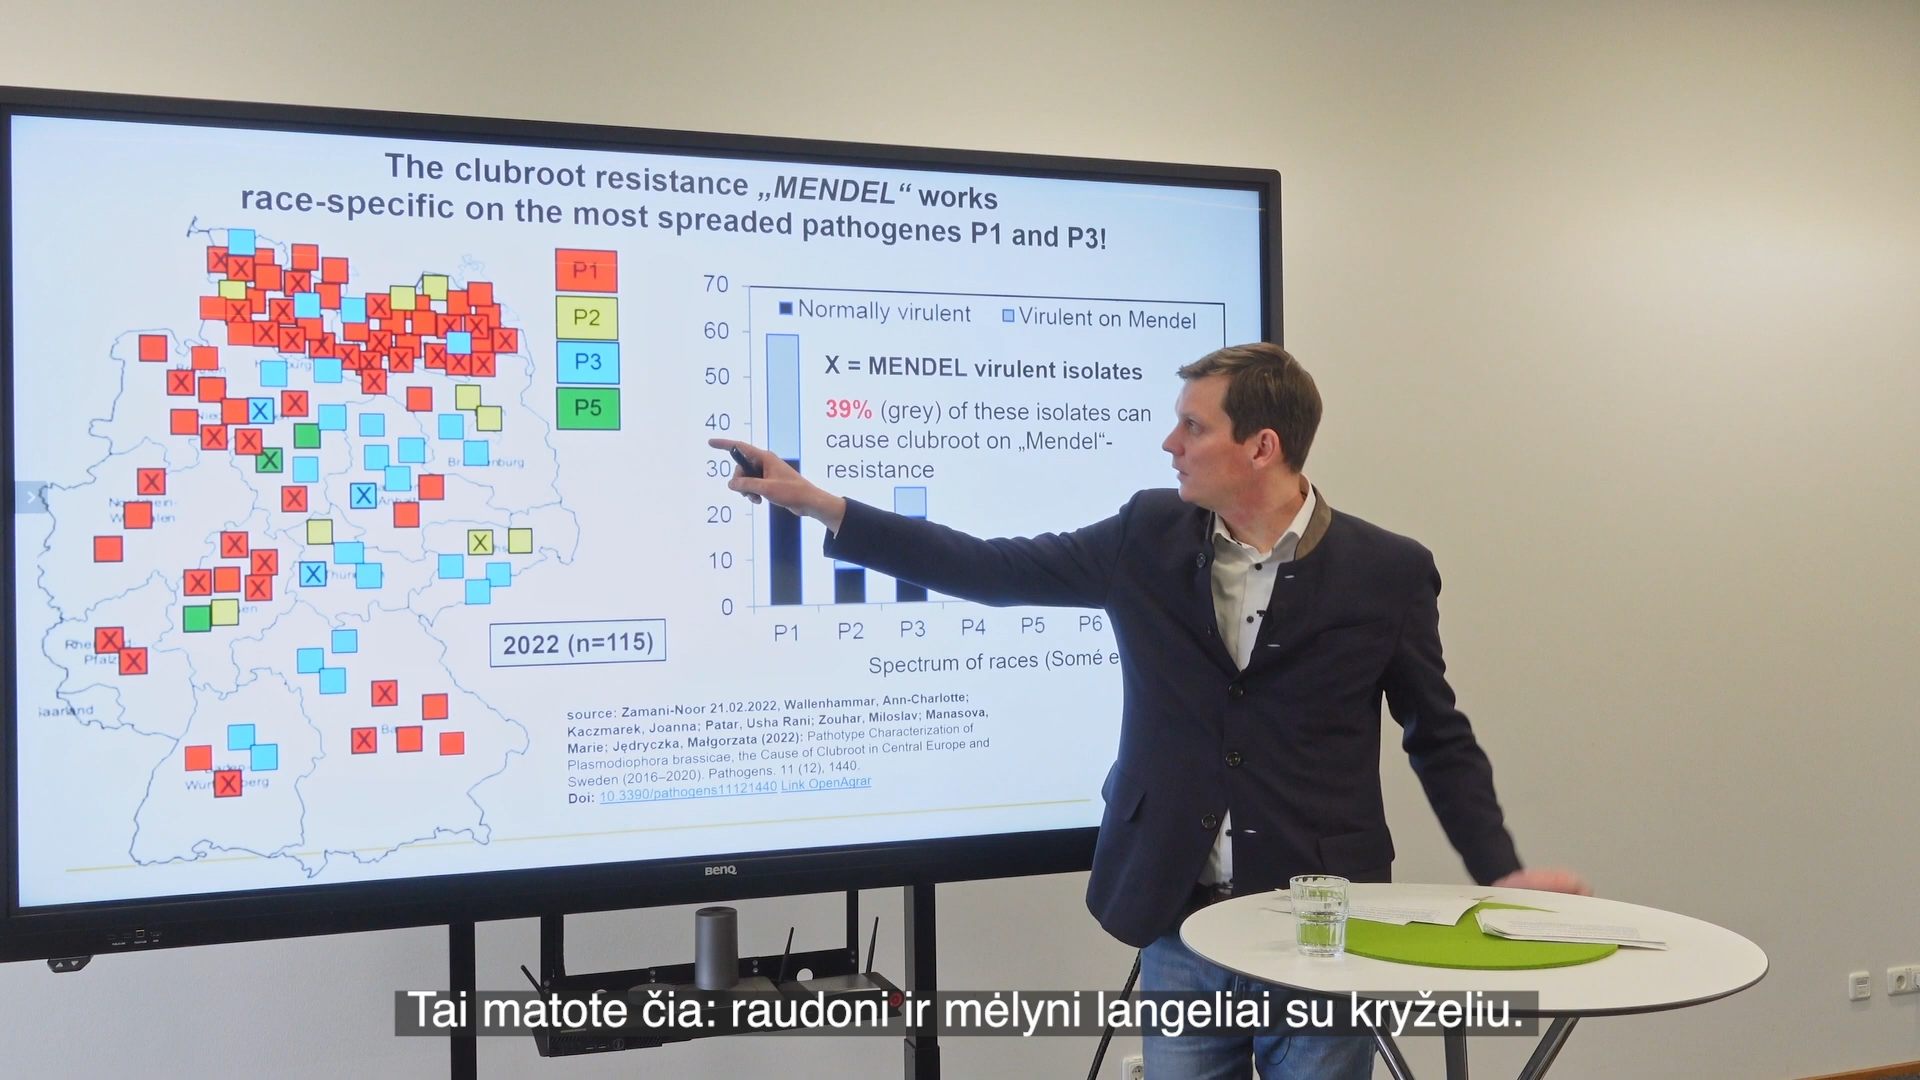 The clubroot resistance „MENDEL“ works
race-specific on the most spreaded pathogenes P1 and P3!
P1
P2
P3
P5
70
60
50
40
30
20
10
0
Normally virulent
Virulent on Mendel
X = MENDEL virulent isolates
39% (grey) of these isolates can
cause clubroot on „Mendel“-
resistance
P1 P2 P3 P4 P5 P6
Spectrum of races (Somé e
2022 (n=115)
source: Zamani-Noor 21.02.2022, Wallenhammar, Ann-Charlotte;
Kaczmarek, Joanna; Patar, Usha Rani; Zouhar, Miloslav; Manasova,
Marie; Jędryczka, Małgorzata (2022): Pathotype Characterization of
Plasmodiophora brassicae, the Cause of Clubroot in Central Europe and
Sweden (2016–2020). Pathogens. 11 (12), 1440.
Doi: 10.3390/pathogens11121440 Link OpenAgrar
BenQ
Tai matote čia: raudoni ir mėlyni langeliai su kryželiu.